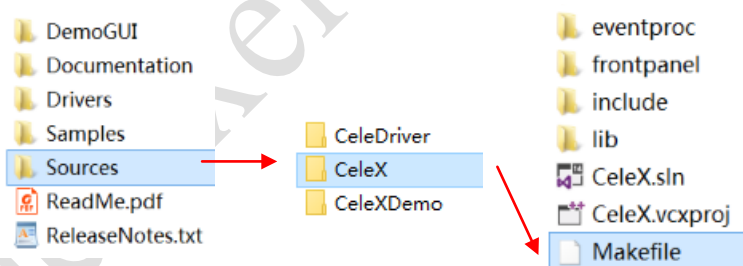 DemoGUI
Documentation
Drivers
Samples
Sources
ReadMe.pdf
ReleaseNotes.txt
CeleDriver
CeleX
CeleXDemo
eventproc
frontpanel
include
lib
CeleX.sln
CeleX.vcxproj
Makefile